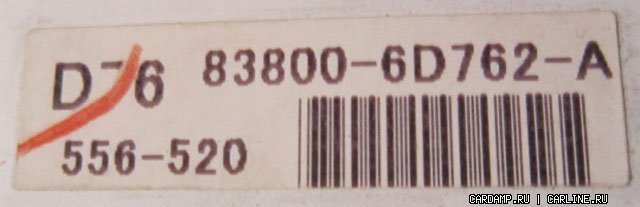 D76 83800-6D762-A
556-520
CARDAMP.RU | CARLINE.RU